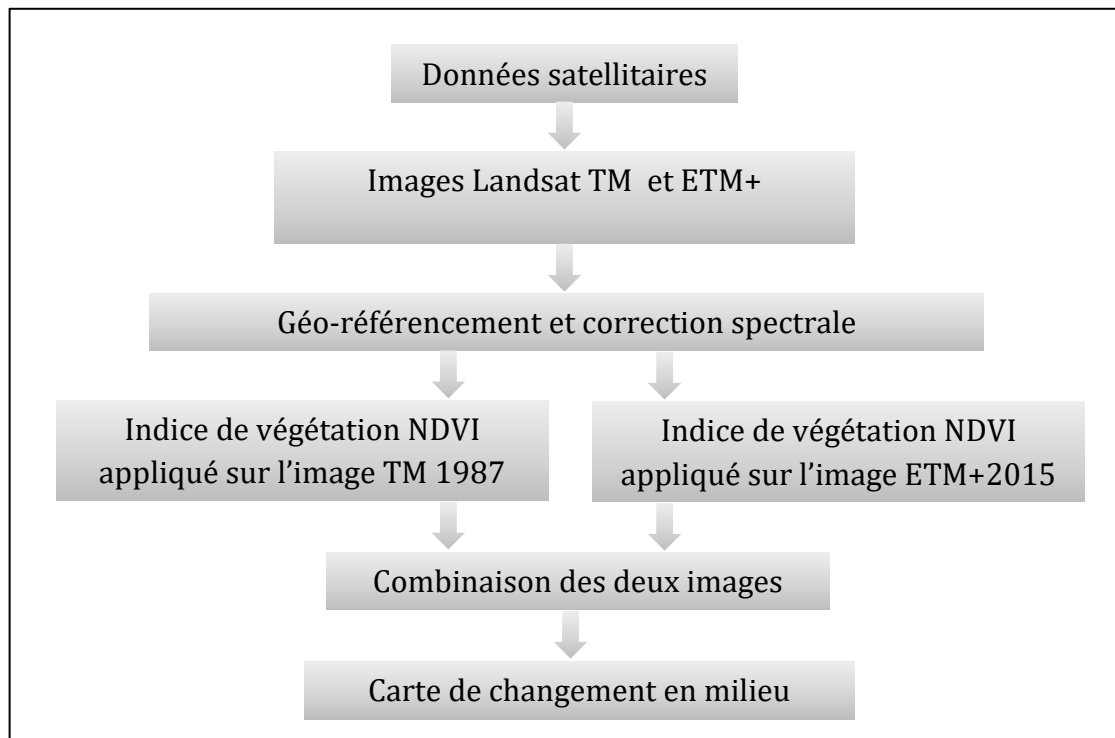 Données satellitaires
Images Landsat TM et ETM+
Géo-référencement et correction spectrale
Indice de végétation NDVI
appliqué sur l’image TM 1987
Indice de végétation NDVI
appliqué sur l’image ETM+2015
Combinaison des deux images
Carte de changement en milieu